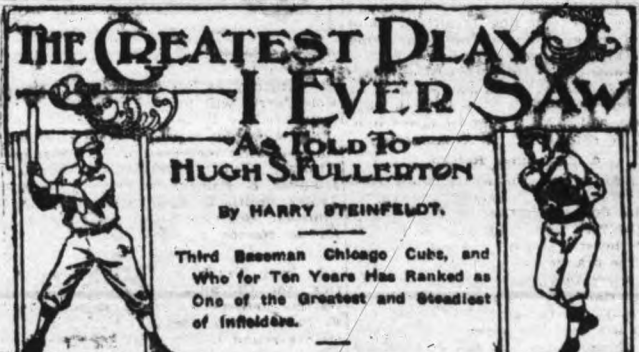 THE GREATEST PLAY
I EVER SAW
AS TOLD TO
HUGH S. FULLERTON
By HARRY STEINFELDT.
Third Baseman Chicago Cubs, and
Who for Ten Years Has Ranked as
One of the Greatest and Steadiest
of Infielders.